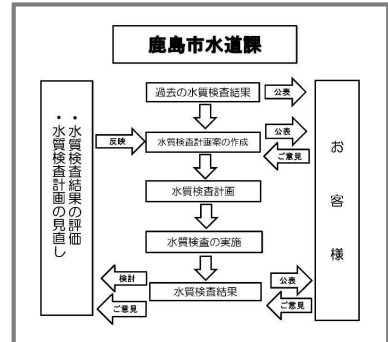 鹿島市水道課
過去の水質検査結果
公表
水質検査計画案の作成
反映
公表
ご意見
水質検査計画
水質検査の実施
水質検査結果
検討
ご意見
公表
ご意見
・水質検査結果の評価
・水質検査計画の見直し
お客様